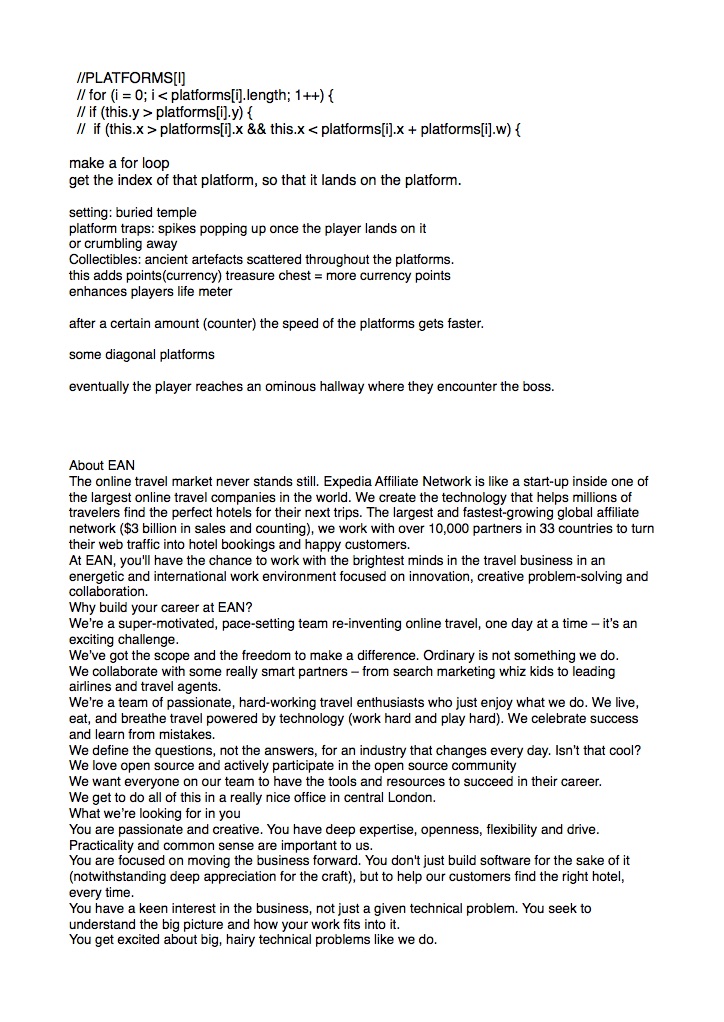 //PLATFORMS[I]
// for (i = 0; i < platforms[i].length; 1++) {
// if (this.y > platforms[i].y) {
//  if (this.x > platforms[i].x && this.x < platforms[i].x + platforms[i].w) {
make a for loop
get the index of that platform, so that it lands on the platform.
setting: buried temple
platform traps: spikes popping up once the player lands on it
or crumbling away
Collectibles: ancient artefacts scattered throughout the platforms.
this adds points(currency) treasure chest = more currency points
enhances players life meter
after a certain amount (counter) the speed of the platforms gets faster.
some diagonal platforms
eventually the player reaches an ominous hallway where they encounter the boss.
About EAN
The online travel market never stands still. Expedia Affiliate Network is like a start-up inside one of
the largest online travel companies in the world. We create the technology that helps millions of
travelers find the perfect hotels for their next trips. The largest and fastest-growing global affiliate
network ($3 billion in sales and counting), we work with over 10,000 partners in 33 countries to turn
their web traffic into hotel bookings and happy customers.
At EAN, you'll have the chance to work with the brightest minds in the travel business in an
energetic and international work environment focused on innovation, creative problem-solving and
collaboration.
Why build your career at EAN?
We’re a super-motivated, pace-setting team re-inventing online travel, one day at a time – it’s an
exciting challenge.
We’ve got the scope and the freedom to make a difference. Ordinary is not something we do.
We collaborate with some really smart partners – from search marketing whiz kids to leading
airlines and travel agents.
We’re a team of passionate, hard-working travel enthusiasts who just enjoy what we do. We live,
eat, and breathe travel powered by technology (work hard and play hard). We celebrate success
and learn from mistakes.
We define the questions, not the answers, for an industry that changes every day. Isn’t that cool?
We love open source and actively participate in the open source community
We want everyone on our team to have the tools and resources to succeed in their career.
We get to do all of this in a really nice office in central London.
What we’re looking for in you
You are passionate and creative. You have deep expertise, openness, flexibility and drive.
Practicality and common sense are important to us.
You are focused on moving the business forward. You don't just build software for the sake of it
(notwithstanding deep appreciation for the craft), but to help our customers find the right hotel,
every time.
You have a keen interest in the business, not just a given technical problem. You seek to
understand the big picture and how your work fits into it.
You get excited about big, hairy technical problems like we do.